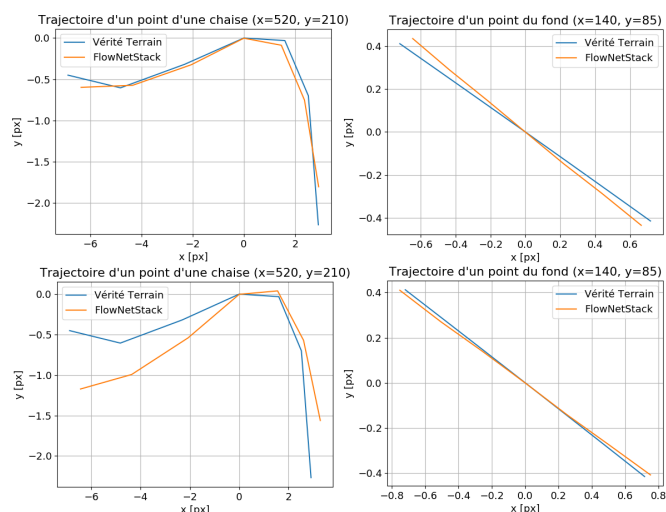 Trajectoire d'un point d'une chaise (x=520, y=210)
0.0
−0.5
−1.0
−1.5
−2.0
y [px]
Vérité Terrain
FlowNetStack
−6 −4 −2 0 2
x [px]
Trajectoire d'un point du fond (x=140, y=85)
0.4
0.2
0.0
−0.2
−0.4
y [px]
Vérité Terrain
FlowNetStack
−0.6 −0.4 −0.2 0.0 0.2 0.4 0.6
x [px]
Trajectoire d'un point d'une chaise (x=520, y=210)
0.0
−0.5
−1.0
−1.5
−2.0
y [px]
Vérité Terrain
FlowNetStack
−6 −4 −2 0 2
x [px]
Trajectoire d'un point du fond (x=140, y=85)
0.4
0.2
0.0
−0.2
−0.4
y [px]
Vérité Terrain
FlowNetStack
−0.8 −0.6 −0.4 −0.2 0.0 0.2 0.4 0.6 0.8
x [px]